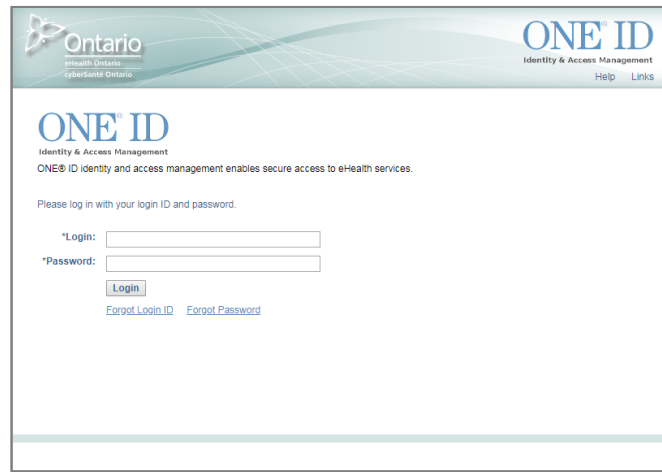 Ontario
eHealth Ontario
cyberSanté Ontario
ONE® ID
Identity & Access Management
Help Links
ONE® ID
Identity & Access Management
ONE® ID identity and access management enables secure access to eHealth services.
Please log in with your login ID and password.
*Login:
*Password:
Login
Forgot Login ID Forgot Password